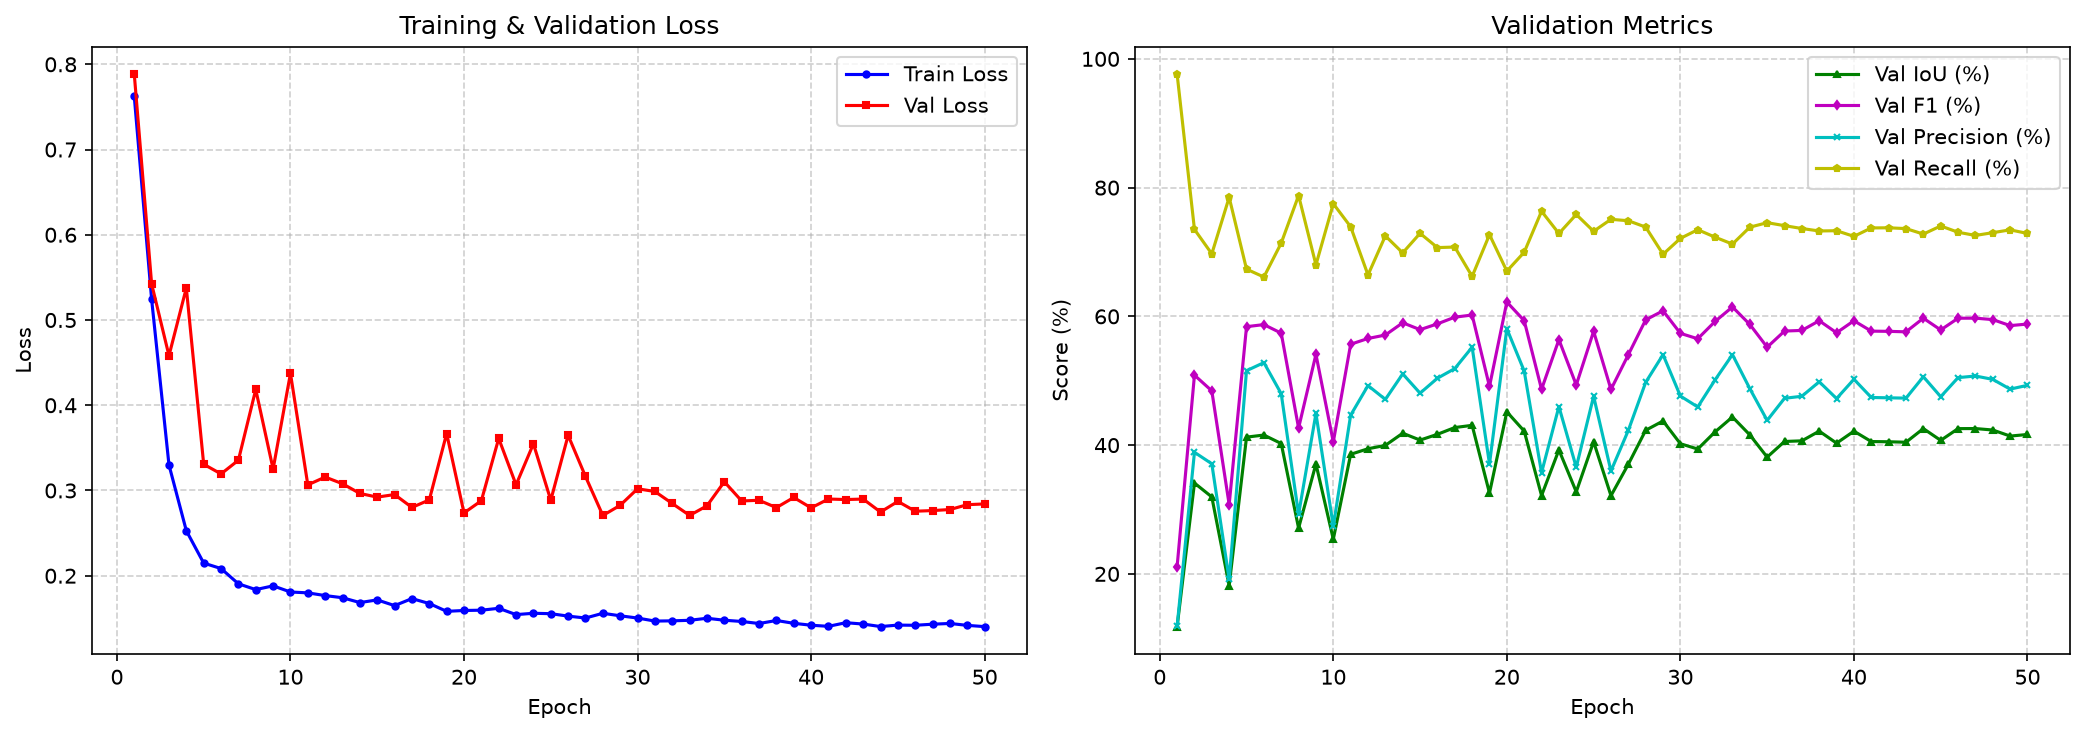 Training & Validation Loss
Train Loss
Val Loss
Loss
0.8
0.7
0.6
0.5
0.4
0.3
0.2
0
10
20
30
40
50
Epoch
Validation Metrics
Val IoU (%)
Val F1 (%)
Val Precision (%)
Val Recall (%)
Score (%)
100
80
60
40
20
0
10
20
30
40
50
Epoch